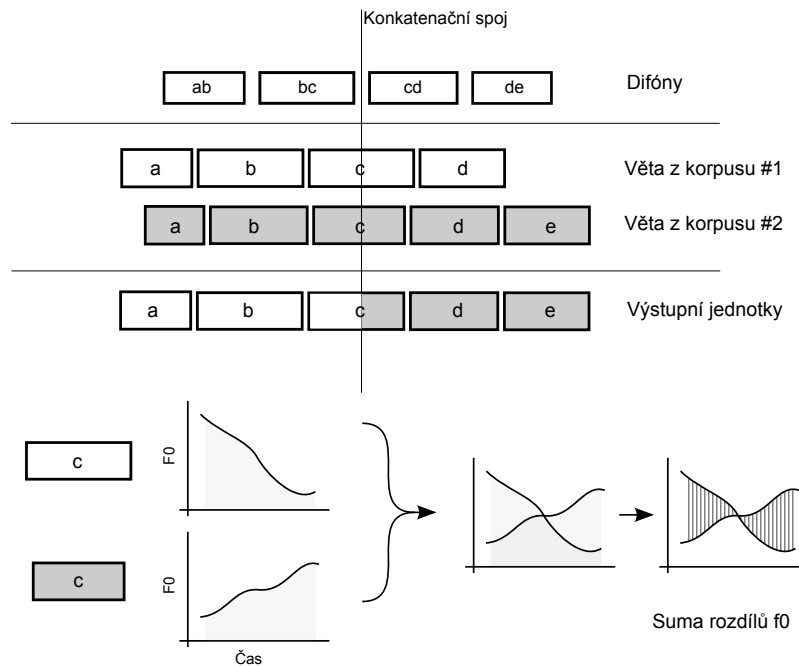 Konkatenační spoj
ab bc cd de Difóny
a b c d Věta z korpusu #1
a b c d e Věta z korpusu #2
a b c d e Výstupní jednotky
c F0
c F0
Čas
Suma rozdílů f0